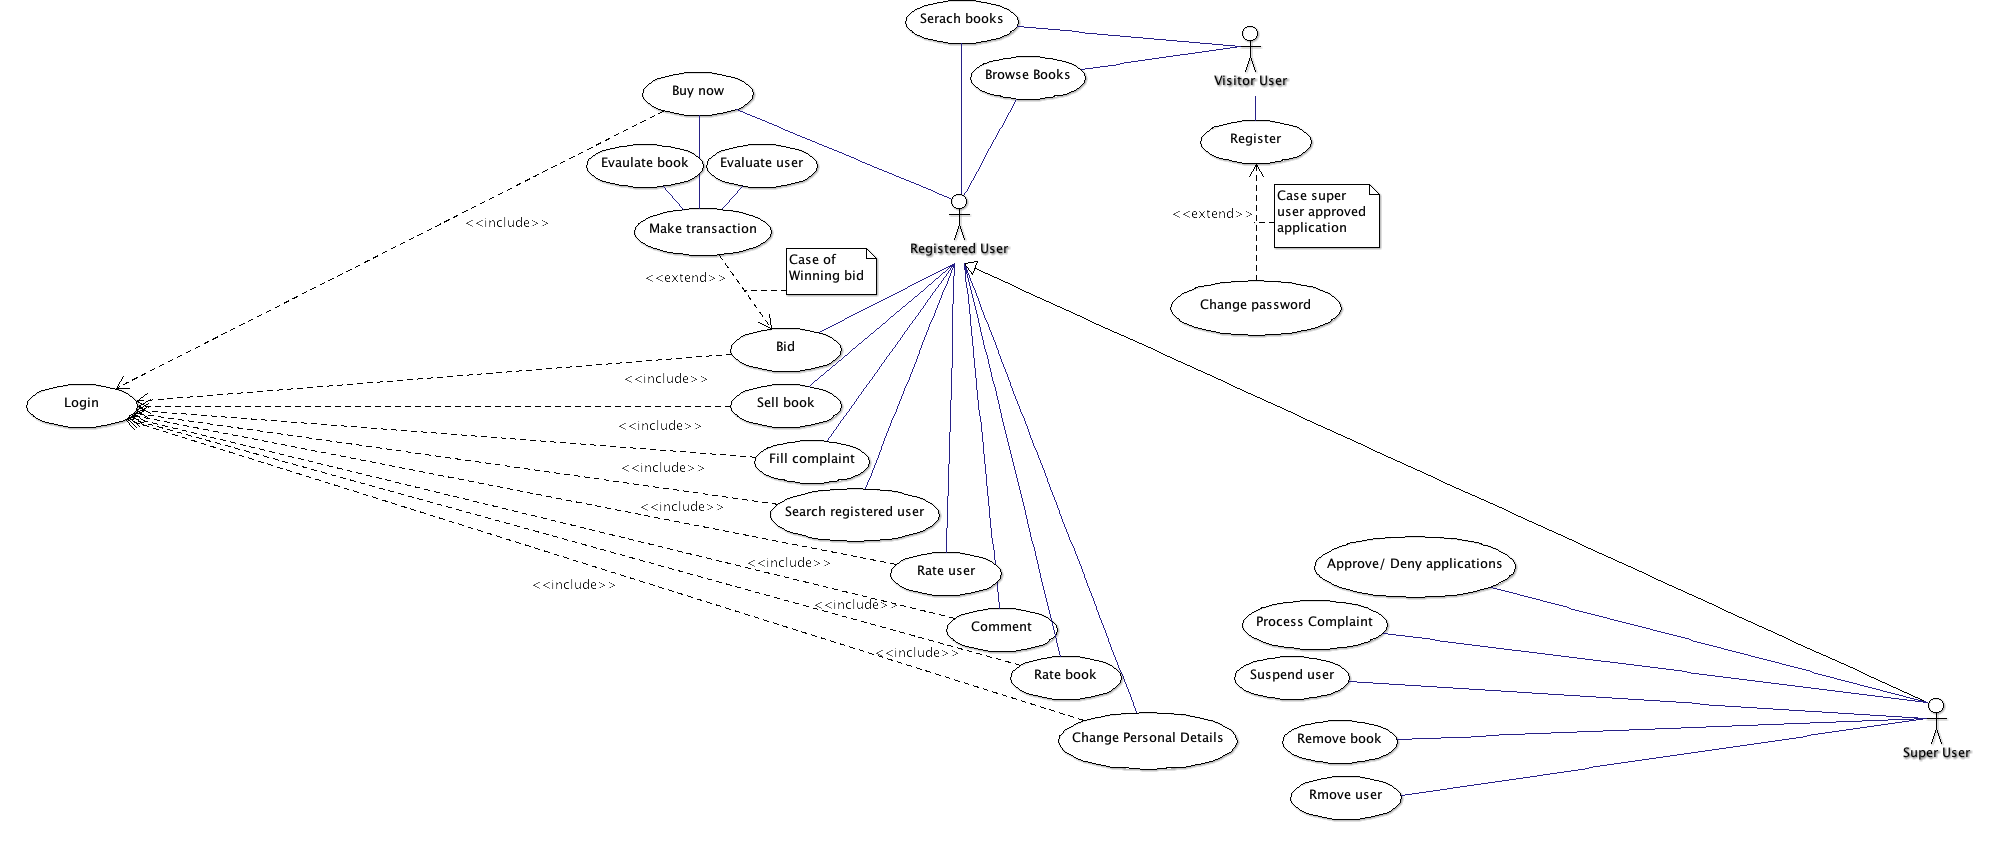 Serach books
Browse Books
Visitor User
Buy now
Register
Evaulate book
Evaluate user
Case super
user approved
application
<<extend>>
<<include>>
Make transaction
Registered User
Case of
Winning bid
<<extend>>
Change password
Bid
<<include>>
Login
Sell book
<<include>>
Fill complaint
<<include>>
Search registered user
<<include>>
<<include>>
Rate user
<<include>>
<<include>>
Comment
<<include>>
Rate book
Change Personal Details
Approve/ Deny applications
Process Complaint
Suspend user
Remove book
Super User
Rmove user